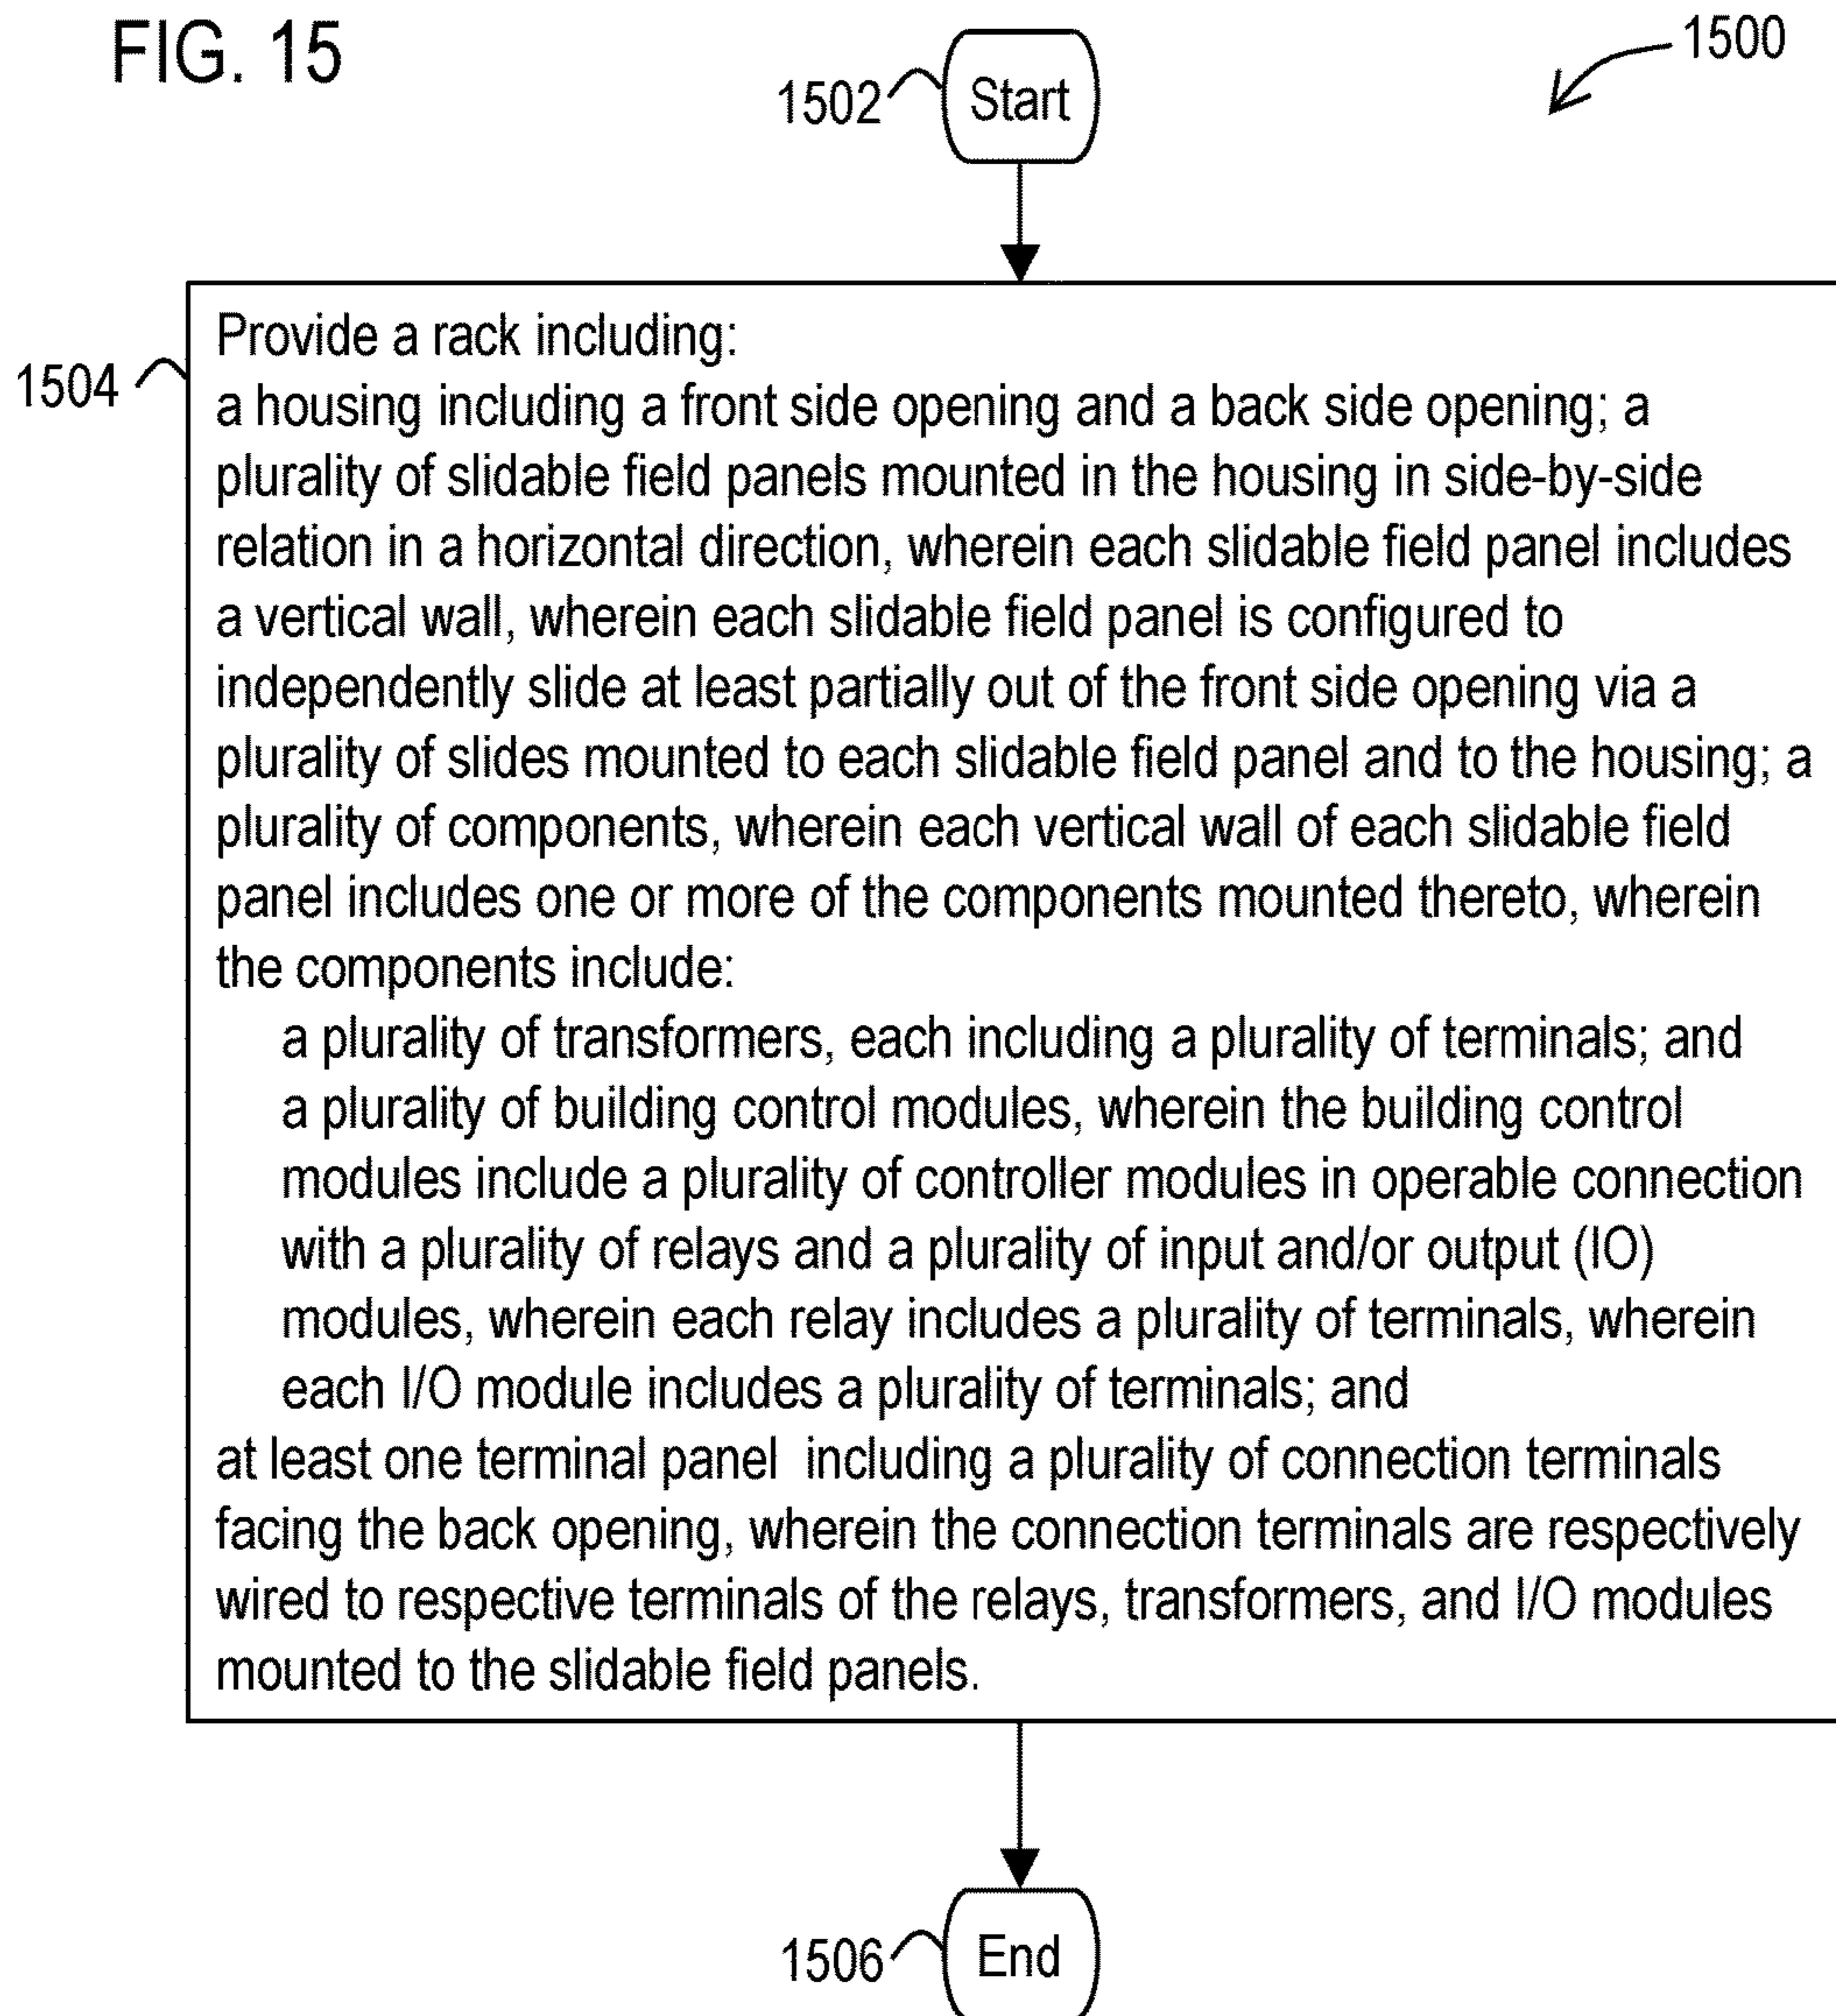 FIG. 15
1500
1502
Start
1504
Provide a rack including:
a housing including a front side opening and a back side opening; a
plurality of slidable field panels mounted in the housing in side-by-side
relation in a horizontal direction, wherein each slidable field panel includes
a vertical wall, wherein each slidable field panel is configured to
independently slide at least partially out of the front side opening via a
plurality of slides mounted to each slidable field panel and to the housing; a
plurality of components, wherein each vertical wall of each slidable field
panel includes one or more of the components mounted thereto, wherein
the components include:
a plurality of transformers, each including a plurality of terminals; and
a plurality of building control modules, wherein the building control
modules include a plurality of controller modules in operable connection
with a plurality of relays and a plurality of input and/or output (IO)
modules, wherein each relay includes a plurality of terminals, wherein
each I/O module includes a plurality of terminals; and
at least one terminal panel including a plurality of connection terminals
facing the back opening, wherein the connection terminals are respectively
wired to respective terminals of the relays, transformers, and I/O modules
mounted to the slidable field panels.
1506
End